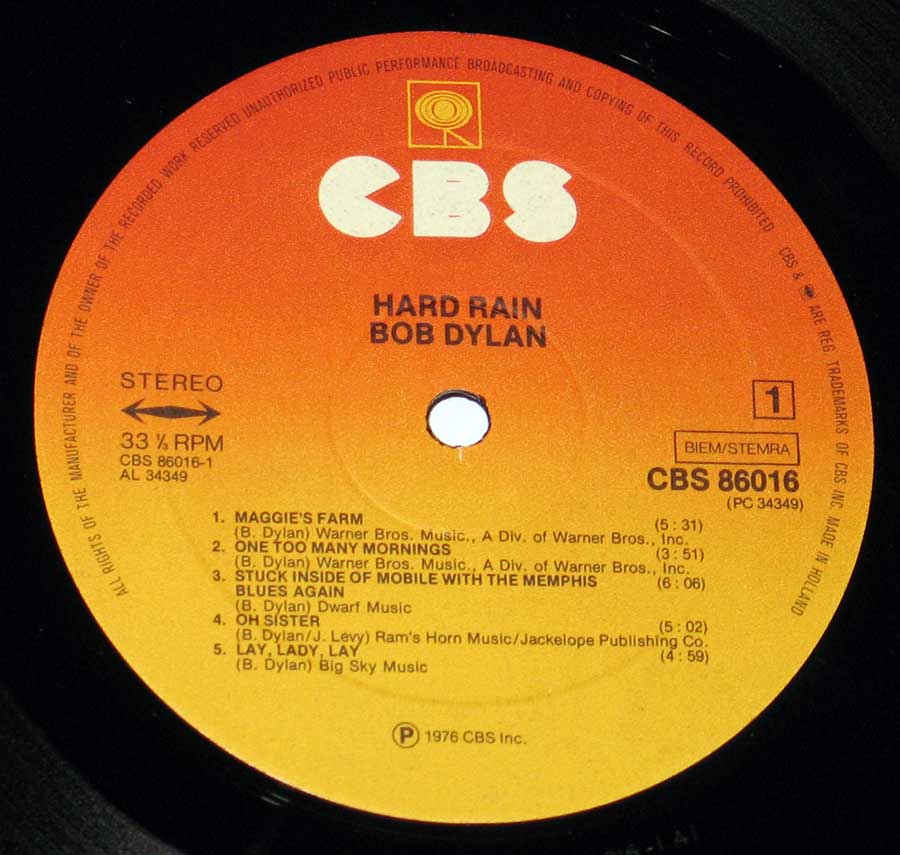 ALL RIGHTS OF THE MANUFACTURER AND OF THE OWNER OF THE RECORDED WORK RESERVED UNAUTHORIZED PUBLIC PERFORMANCE BROADCASTING AND COPYING OF THIS RECORD PROHIBITED CBS & ARE REG TRADEMARKS OF CBS INC MADE IN HOLLAND
CBS
HARD RAIN
BOB DYLAN
STEREO
33 ⅓ RPM
CBS 86016-1
AL 34349
1
BIEM/STEMRA
CBS 86016
(PC 34349)
1. MAGGIE'S FARM (5 : 31)
(B. Dylan) Warner Bros. Music., A Div. of Warner Bros., Inc.
2. ONE TOO MANY MORNINGS (3 : 51)
(B. Dylan) Warner Bros. Music., A Div. of Warner Bros., Inc.
3. STUCK INSIDE OF MOBILE WITH THE MEMPHIS (6 : 06)
BLUES AGAIN
(B. Dylan) Dwarf Music
4. OH SISTER (5 : 02)
(B. Dylan/J. Levy) Ram's Horn Music/Jackelope Publishing Co.
5. LAY, LADY, LAY (4 : 59)
(B. Dylan) Big Sky Music
Ⓟ 1976 CBS Inc.